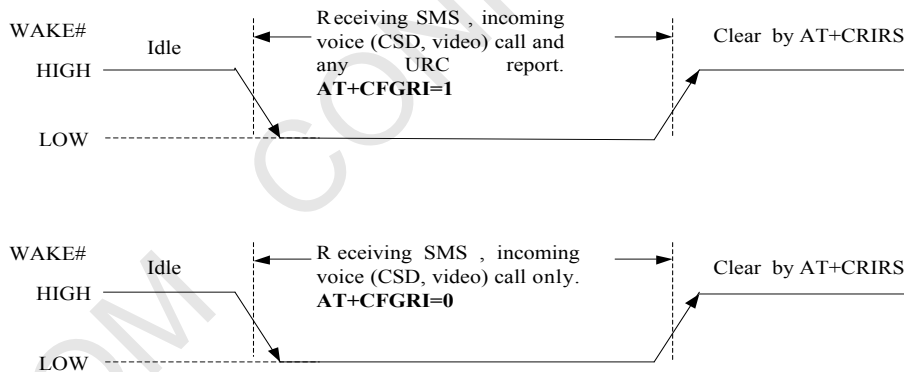 WAKE#
Idle
HIGH
LOW
R eceiving SMS , incoming
voice (CSD, video) call and
any URC report.
AT+CFGRI=1
Clear by AT+CRIRS
WAKE#
Idle
HIGH
LOW
R eceiving SMS , incoming
voice (CSD, video) call only.
AT+CFGRI=0
Clear by AT+CRIRS